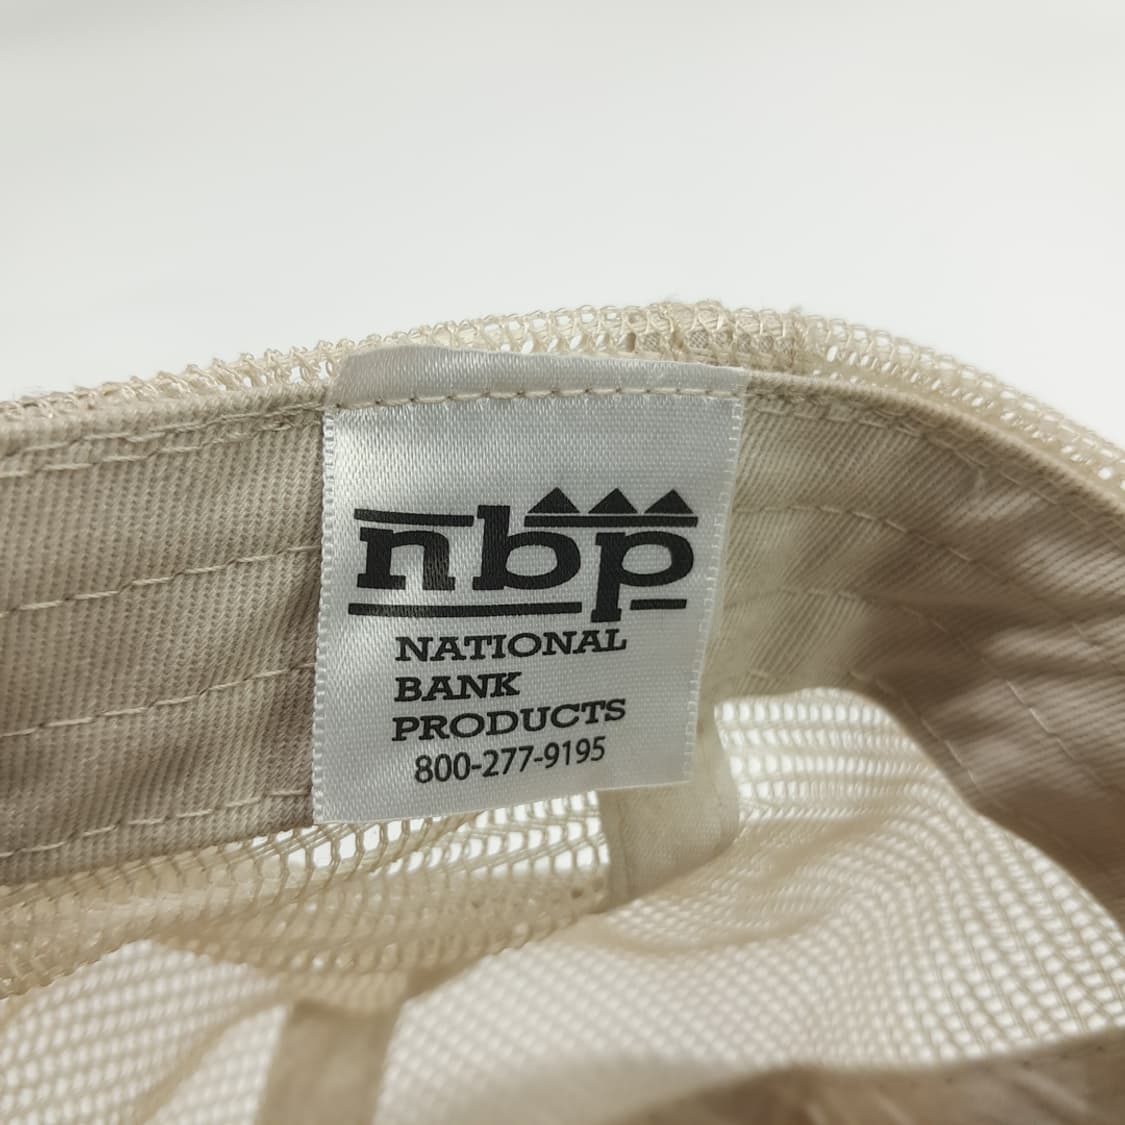 nbp
NATIONAL
BANK
PRODUCTS
800-277-9195